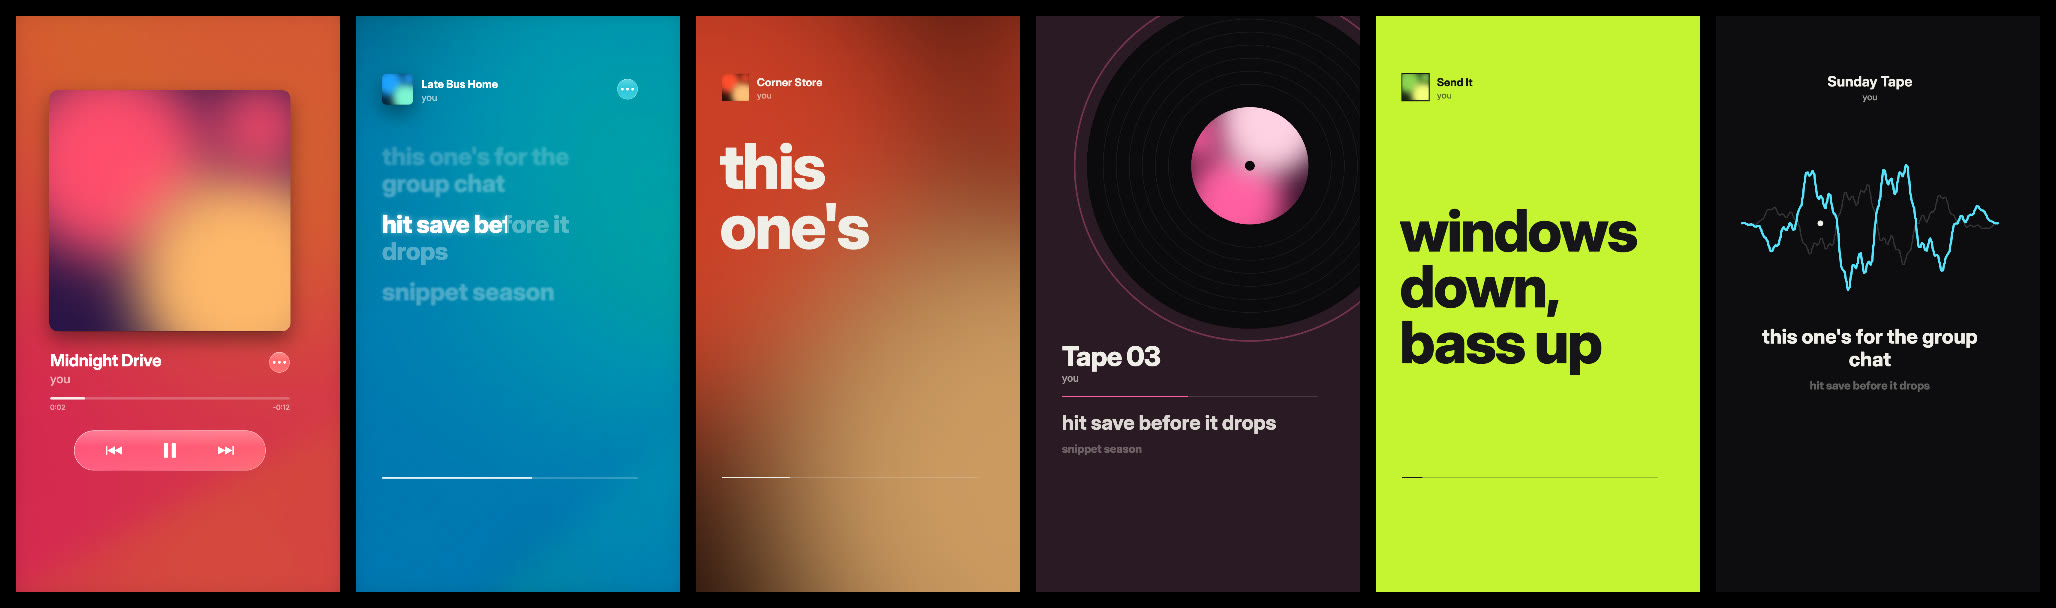 Midnight Drive
you
0:02
-0:12
Late Bus Home
you
this one's for the
group chat
hit save before it
drops
snippet season
Corner Store
you
this
one's
Tape 03
you
hit save before it drops
snippet season
Send It
you
windows
down,
bass up
Sunday Tape
you
this one's for the group
chat
hit save before it drops